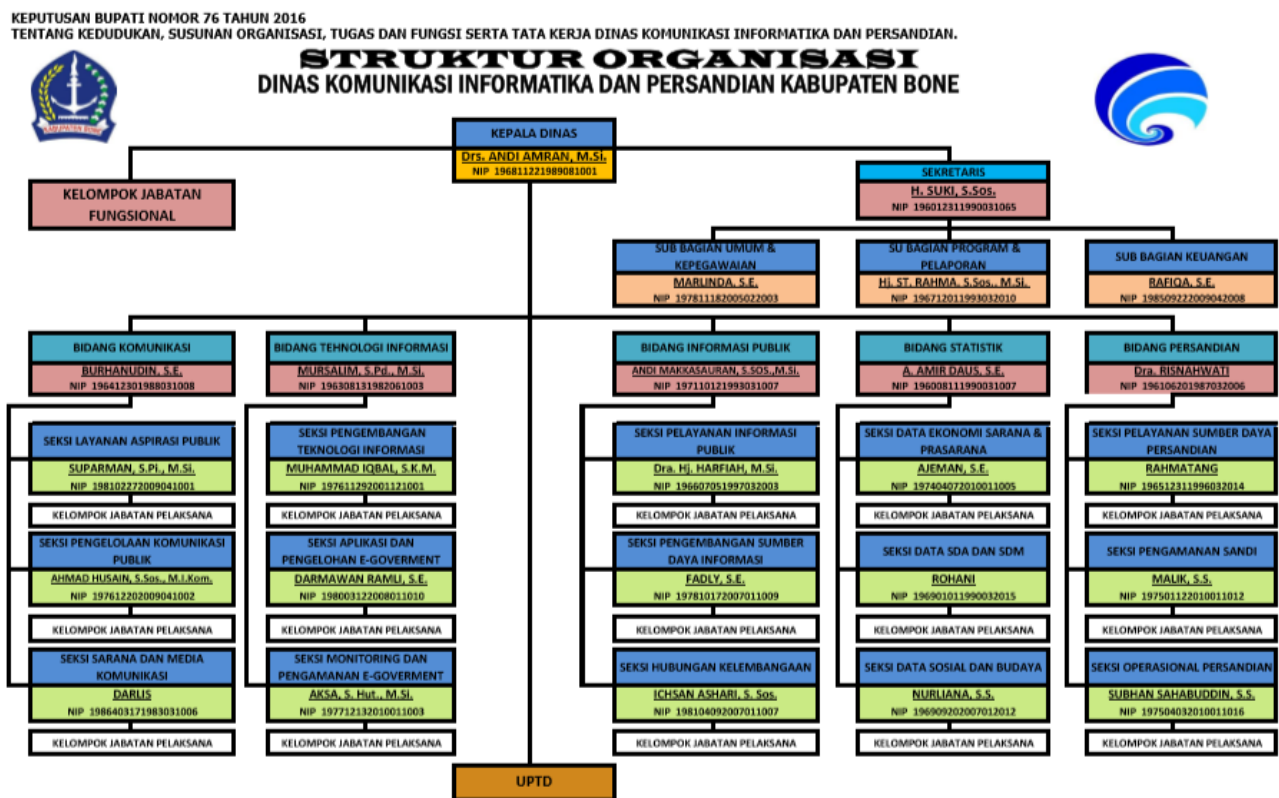 KEPUTUSAN BUPATI NOMOR 76 TAHUN 2016
TENTANG KEDUDUKAN, SUSUNAN ORGANISASI, TUGAS DAN FUNGSI SERTA TATA KERJA DINAS KOMUNIKASI INFORMATIKA DAN PERSANDIAN.
STRUKTUR ORGANISASI
DINAS KOMUNIKASI INFORMATIKA DAN PERSANDIAN KABUPATEN BONE
KABUPATEN BONE
KEPALA DINAS
Drs. ANDI AMRAN, M.Si.
NIP 196811221989081001
KELOMPOK JABATAN
FUNGSIONAL
SEKRETARIS
H. SUKI, S.Sos.
NIP 196012311990031065
SUB BAGIAN UMUM &
KEPEGAWAIAN
MARLINDA, S.E.
NIP 197811182005022003
SU BAGIAN PROGRAM &
PELAPORAN
Hj. ST. RAHMA. S.Sos., M.Si.
NIP 196712011993032010
SUB BAGIAN KEUANGAN
RAFIQA, S.E.
NIP 198509222009042008
BIDANG KOMUNIKASI
BURHANUDIN, S.E.
NIP 196412301988031008
BIDANG TEHNOLOGI INFORMASI
MURSALIM, S.Pd., M.Si.
NIP 196308131982061003
BIDANG INFORMASI PUBLIK
ANDI MAKKASAURAN, S.SOS.,M.Si.
NIP 197110121993031007
BIDANG STATISTIK
A. AMIR DAUS, S.E.
NIP 196008111990031007
BIDANG PERSANDIAN
Dra. RISNAHWATI
NIP 196106201987032006
SEKSI LAYANAN ASPIRASI PUBLIK
SUPARMAN, S.Pi., M.Si.
NIP 198102272009041001
KELOMPOK JABATAN PELAKSANA
SEKSI PENGELOLAAN KOMUNIKASI
PUBLIK
AHMAD HUSAIN, S.Sos., M.I.Kom.
NIP 197612202009041002
KELOMPOK JABATAN PELAKSANA
SEKSI SARANA DAN MEDIA
KOMUNIKASI
DARLIS
NIP 1986403171983031006
KELOMPOK JABATAN PELAKSANA
SEKSI PENGEMBANGAN
TEKNOLOGI INFORMASI
MUHAMMAD IQBAL, S.K.M.
NIP 197611292001121001
KELOMPOK JABATAN PELAKSANA
SEKSI APLIKASI DAN
PENGELOHAN E-GOVERMENT
DARMAWAN RAMLI, S.E.
NIP 198003122008011010
KELOMPOK JABATAN PELAKSANA
SEKSI MONITORING DAN
PENGAMANAN E-GOVERMENT
AKSA, S. Hut., M.Si.
NIP 197712132010011003
KELOMPOK JABATAN PELAKSANA
SEKSI PELAYANAN INFORMASI
PUBLIK
Dra. Hj. HARFIAH, M.Si.
NIP 196607051997032003
KELOMPOK JABATAN PELAKSANA
SEKSI PENGEMBANGAN SUMBER
DAYA INFORMASI
FADLY, S.E.
NIP 197810172007011009
KELOMPOK JABATAN PELAKSANA
SEKSI HUBUNGAN KELEMBANGAAN
ICHSAN ASHARI, S. Sos.
NIP 198104092007011007
KELOMPOK JABATAN PELAKSANA
SEKSI DATA EKONOMI SARANA &
PRASARANA
AJEMAN, S.E.
NIP 197404072010011005
KELOMPOK JABATAN PELAKSANA
SEKSI DATA SDA DAN SDM
ROHANI
NIP 196901011990032015
KELOMPOK JABATAN PELAKSANA
SEKSI DATA SOSIAL DAN BUDAYA
NURLIANA, S.S.
NIP 196909202007012012
KELOMPOK JABATAN PELAKSANA
SEKSI PELAYANAN SUMBER DAYA
PERSANDIAN
RAHMATANG
NIP 196512311996032014
KELOMPOK JABATAN PELAKSANA
SEKSI PENGAMANAN SANDI
MALIK, S.S.
NIP 197501122010011012
KELOMPOK JABATAN PELAKSANA
SEKSI OPERASIONAL PERSANDIAN
SUBHAN SAHABUDDIN, S.S.
NIP 197504032010011016
KELOMPOK JABATAN PELAKSANA
UPTD